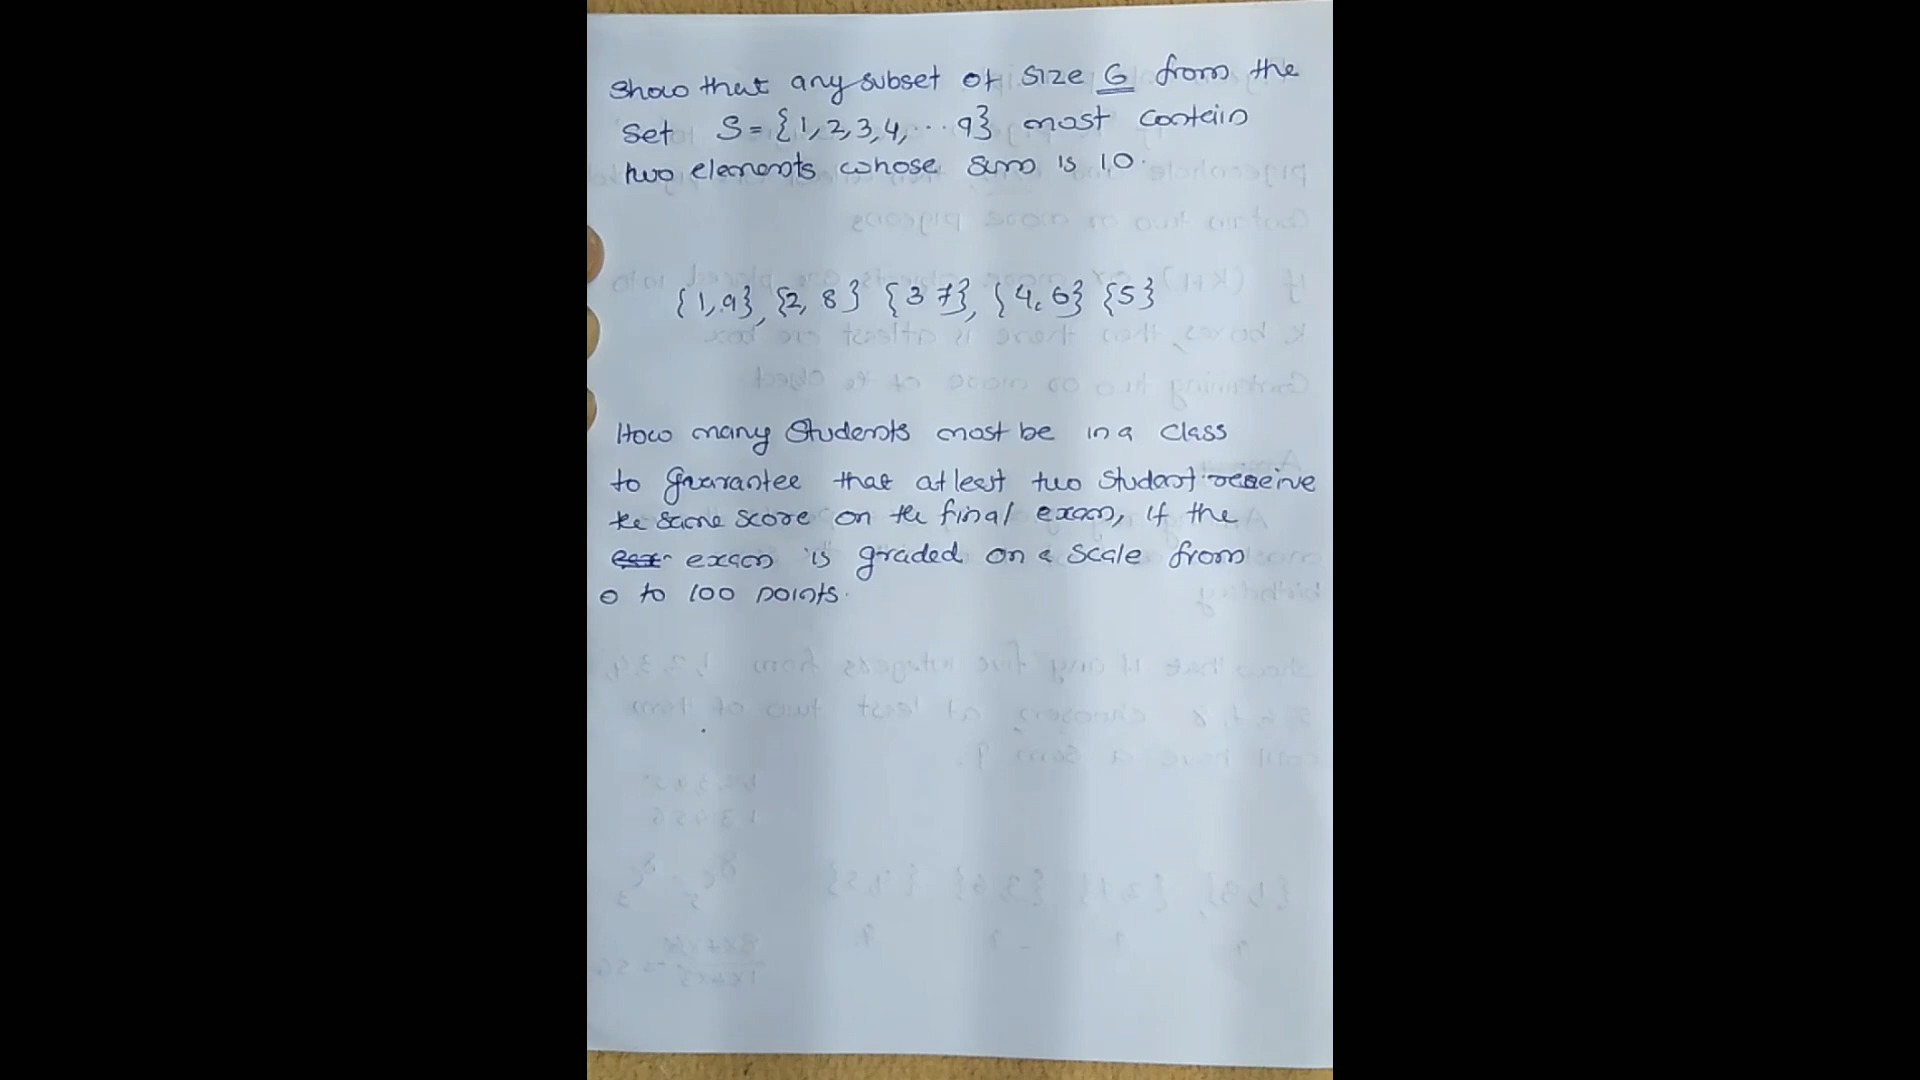 Show that any subset of size 6 from the
Set S = {1, 2, 3, 4, ... 9} must contain
two elements whose sum is 10.
{1, 9}, {2, 8} {3 7}, {4, 6} {5}
How many Students must be in a class
to guarantee that atleast two student receive
the same score on the final exam, if the
exam is graded on a scale from
0 to 100 points.